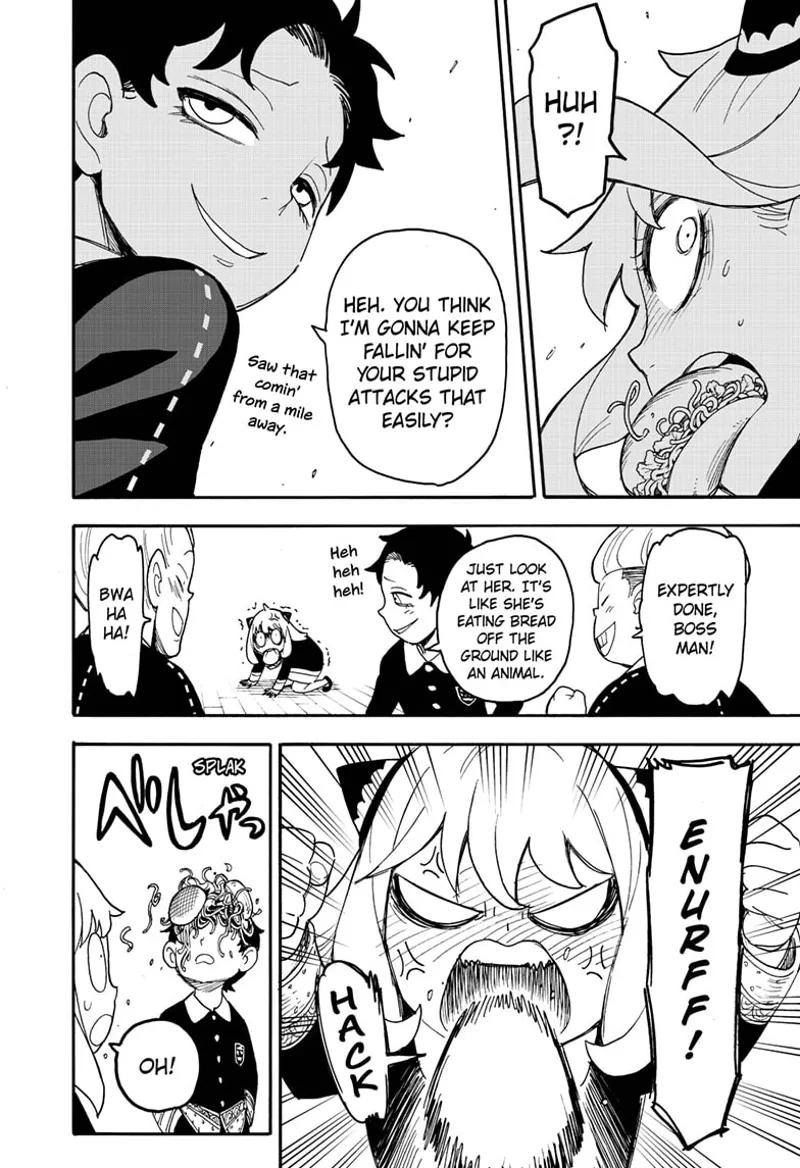 HUH
?!
HEH. YOU THINK
I'M GONNA KEEP
FALLIN' FOR
YOUR STUPID
ATTACKS THAT
EASILY?
Saw that
comin'
from a mile
away.
EXPERTLY
DONE,
BOSS
MAN!
JUST LOOK
AT HER. IT'S
LIKE SHE'S
EATING BREAD
OFF THE
GROUND LIKE
AN ANIMAL.
Heh
heh
heh!
BWA
HA
HA!
ENURFF!
HACK
SPLAK
べしゃっ
OH!